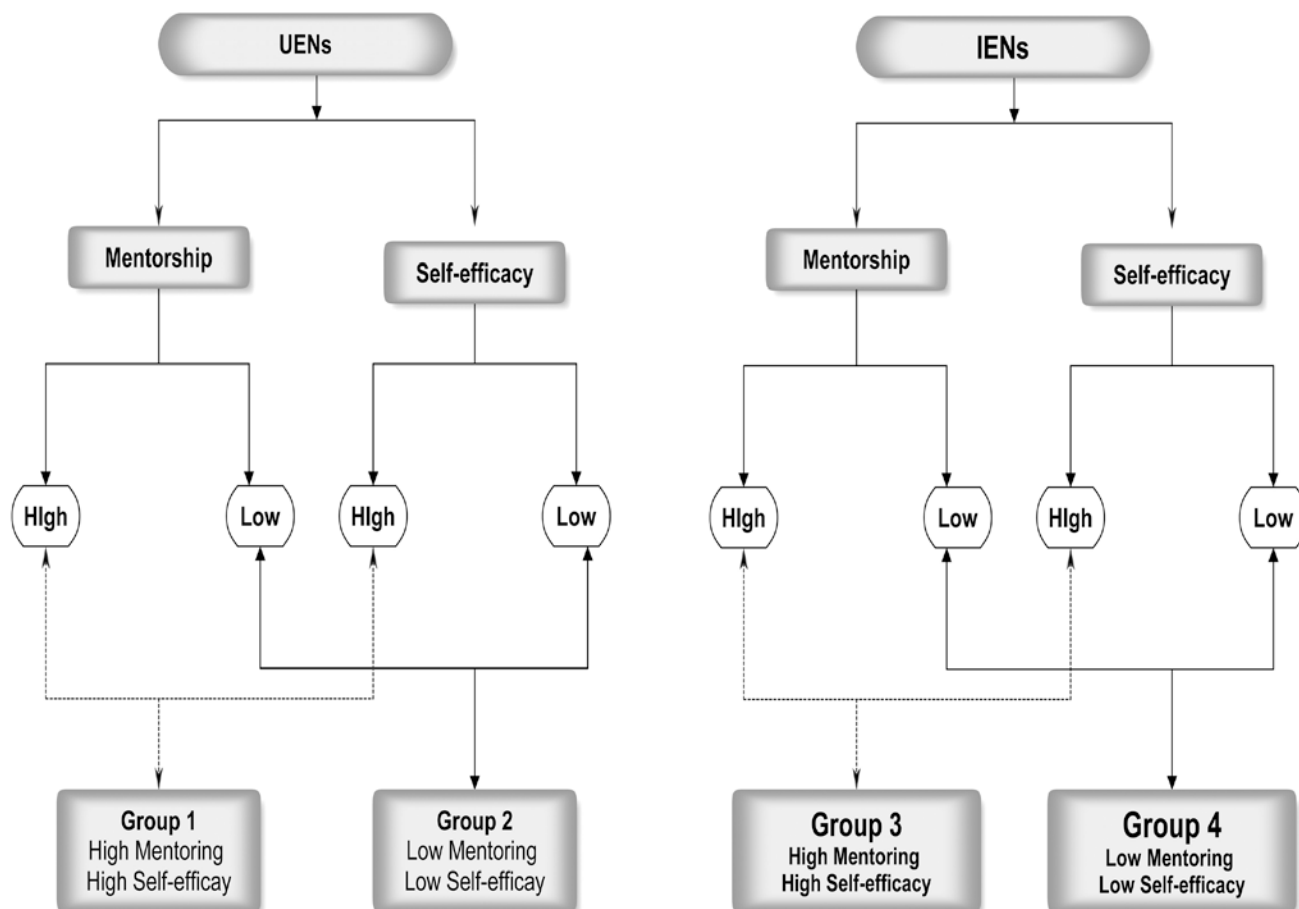 UENs
IENs
Mentorship
Self-efficacy
Mentorship
Self-efficacy
HIgh
Low
HIgh
Low
HIgh
Low
HIgh
Low
Group 1
High Mentoring
High Self-efficay
Group 2
Low Mentoring
Low Self-efficay
Group 3
High Mentoring
High Self-efficacy
Group 4
Low Mentoring
Low Self-efficacy